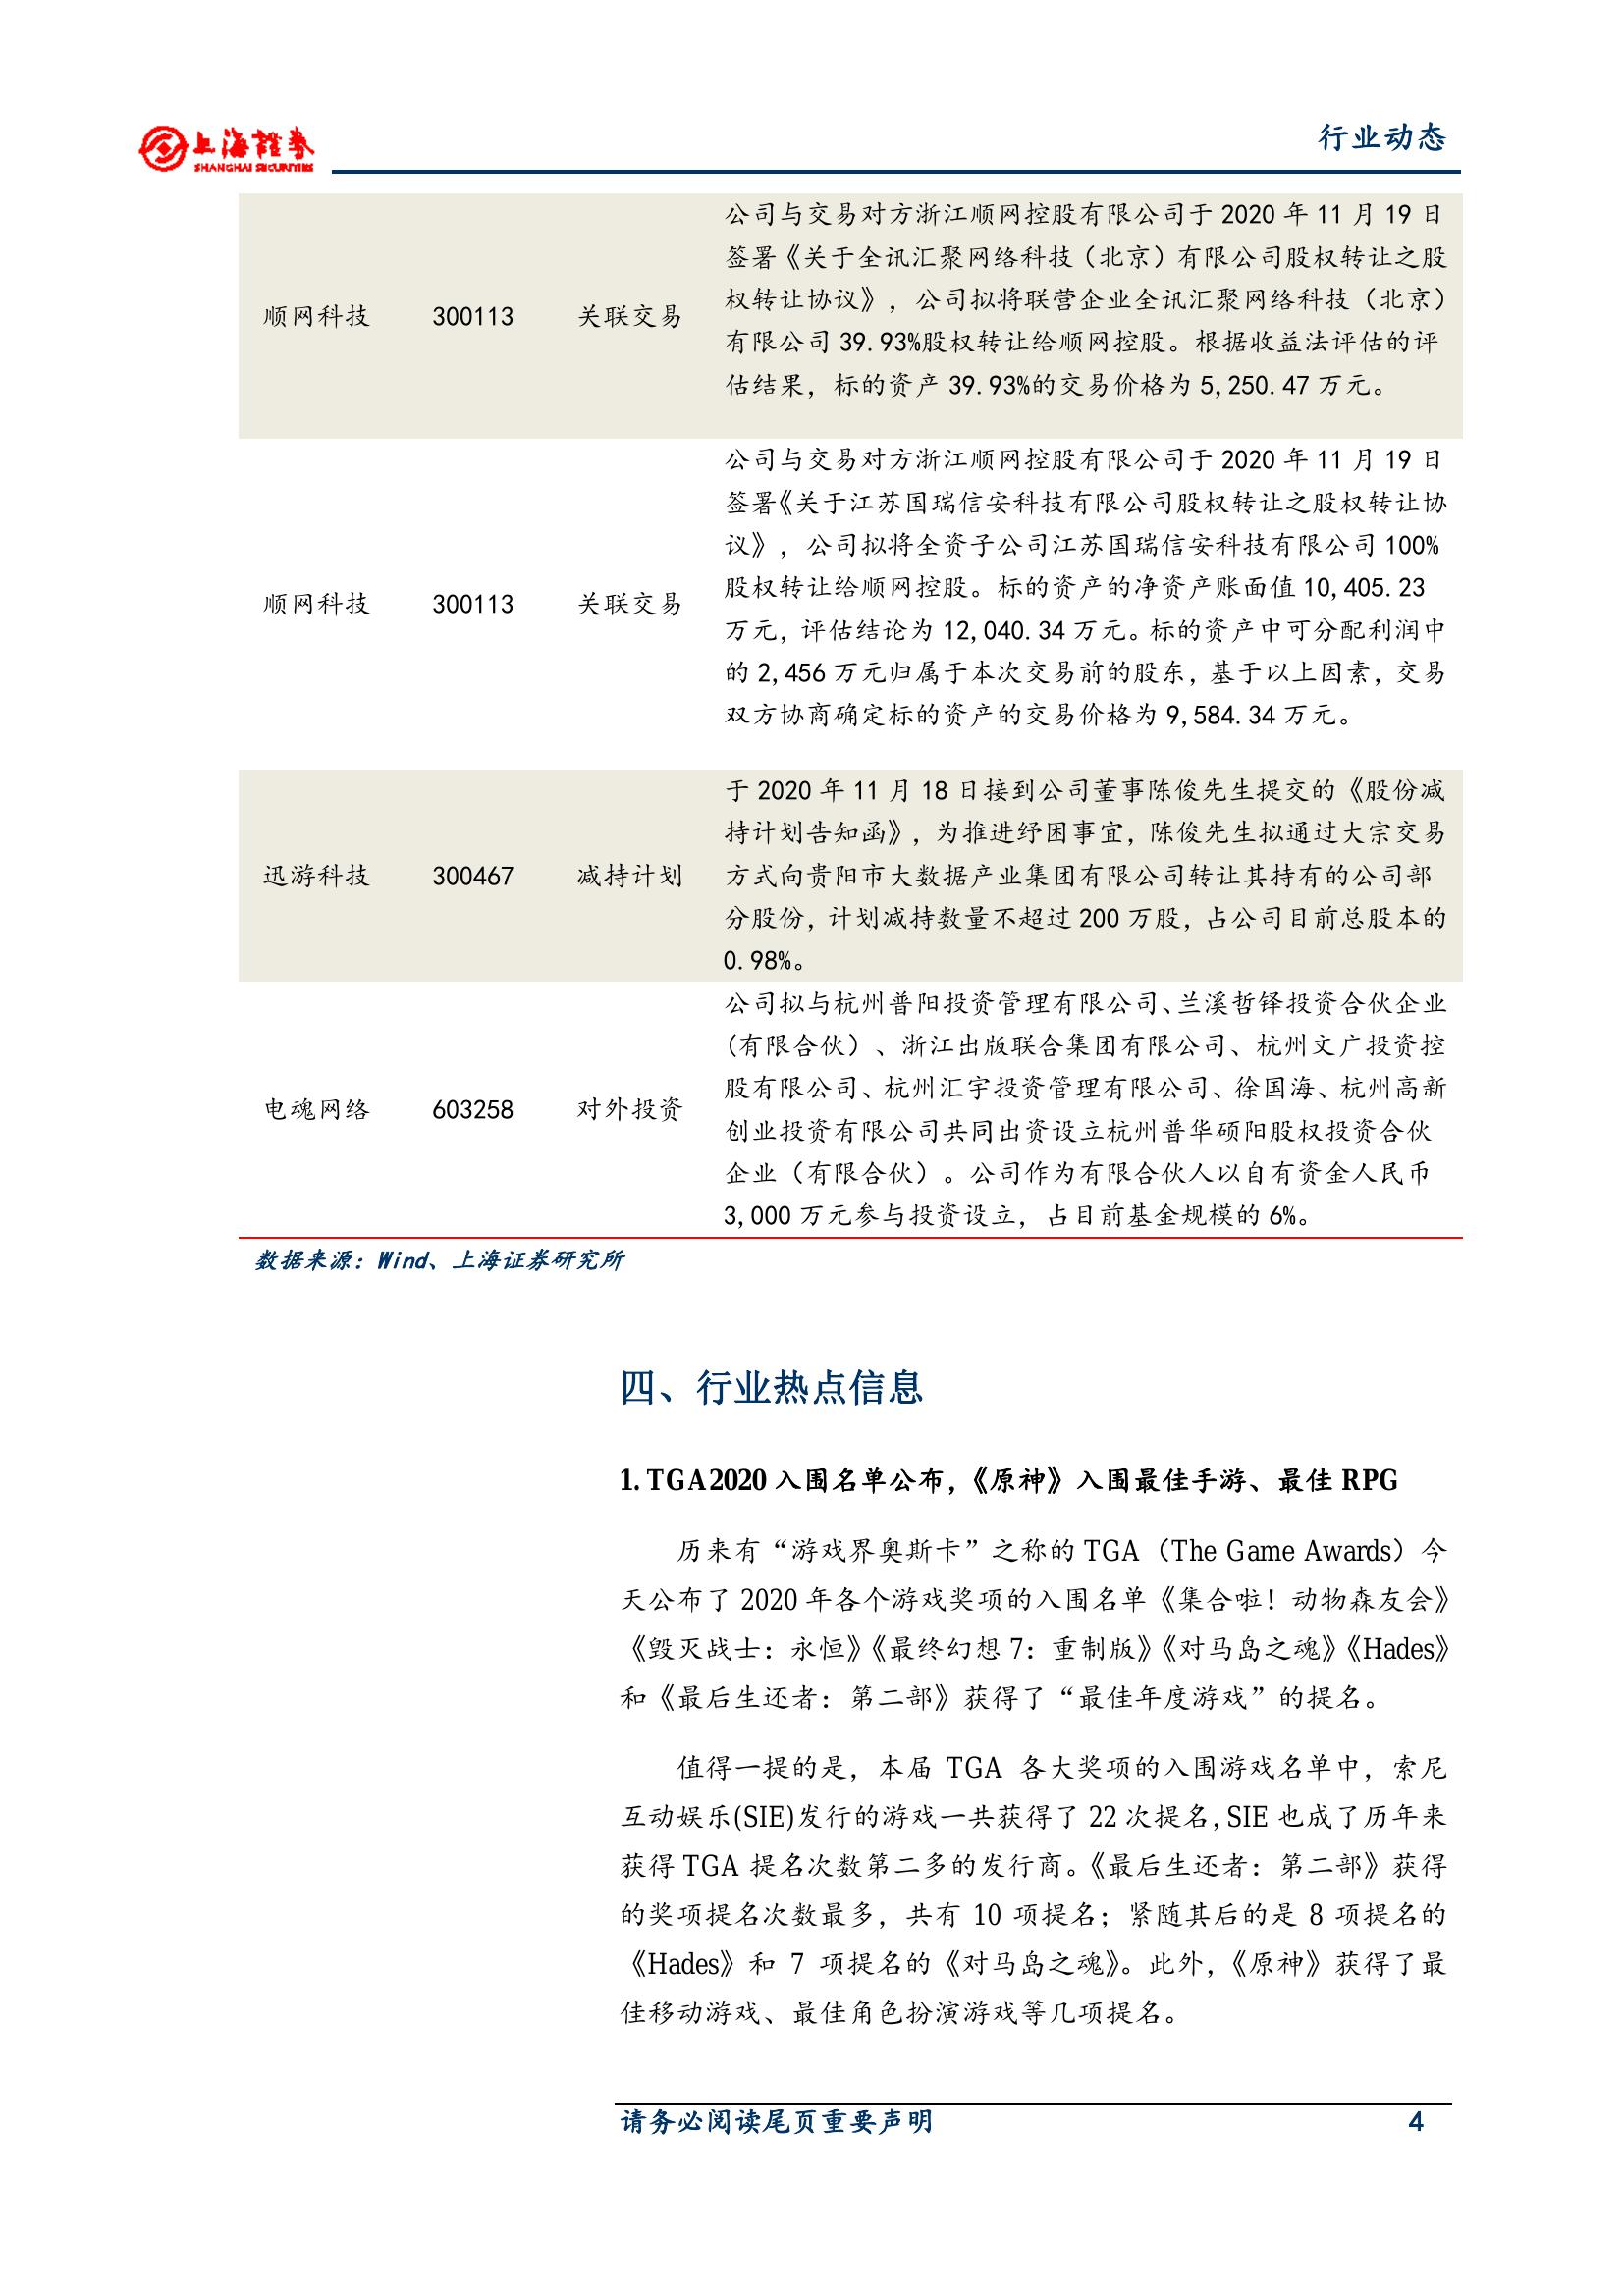 上海證券
SHANGHAI SECURITIES
行业动态
公司与交易对方浙江顺网控股有限公司于 2020 年 11 月 19 日
签署《关于全讯汇聚网络科技（北京）有限公司股权转让之股
权转让协议》，公司拟将联营企业全讯汇聚网络科技（北京）
顺网科技 300113 关联交易
有限公司 39.93%股权转让给顺网控股。根据收益法评估的评
估结果，标的资产 39.93%的交易价格为 5,250.47 万元。
公司与交易对方浙江顺网控股有限公司于 2020 年 11 月 19 日
签署《关于江苏国瑞信安科技有限公司股权转让之股权转让协
议》，公司拟将全资子公司江苏国瑞信安科技有限公司 100%
顺网科技 300113 关联交易
股权转让给顺网控股。标的资产的净资产账面值 10,405.23
万元，评估结论为 12,040.34 万元。标的资产中可分配利润中
的 2,456 万元归属于本次交易前的股东，基于以上因素，交易
双方协商确定标的资产的交易价格为 9,584.34 万元。
于 2020 年 11 月 18 日接到公司董事陈俊先生提交的《股份减
持计划告知函》，为推进纾困事宜，陈俊先生拟通过大宗交易
迅游科技 300467 减持计划
方式向贵阳市大数据产业集团有限公司转让其持有的公司部
分股份，计划减持数量不超过 200 万股，占公司目前总股本的
0.98%。
公司拟与杭州普阳投资管理有限公司、兰溪哲铎投资合伙企业
(有限合伙）、浙江出版联合集团有限公司、杭州文广投资控
股有限公司、杭州汇宇投资管理有限公司、徐国海、杭州高新
电魂网络 603258 对外投资
创业投资有限公司共同出资设立杭州普华硕阳股权投资合伙
企业（有限合伙）。公司作为有限合伙人以自有资金人民币
3,000 万元参与投资设立，占目前基金规模的 6%。
数据来源：Wind、上海证券研究所
四、行业热点信息
1. TGA2020 入围名单公布，《原神》入围最佳手游、最佳 RPG
历来有“游戏界奥斯卡”之称的 TGA（The Game Awards）今
天公布了 2020 年各个游戏奖项的入围名单《集合啦！动物森友会》
《毁灭战士：永恒》《最终幻想 7：重制版》《对马岛之魂》《Hades》
和《最后生还者：第二部》获得了“最佳年度游戏”的提名。
值得一提的是，本届 TGA 各大奖项的入围游戏名单中，索尼
互动娱乐(SIE)发行的游戏一共获得了 22 次提名，SIE 也成了历年来
获得 TGA 提名次数第二多的发行商。《最后生还者：第二部》获得
的奖项提名次数最多，共有 10 项提名；紧随其后的是 8 项提名的
《Hades》和 7 项提名的《对马岛之魂》。此外，《原神》获得了最
佳移动游戏、最佳角色扮演游戏等几项提名。
请务必阅读尾页重要声明 4